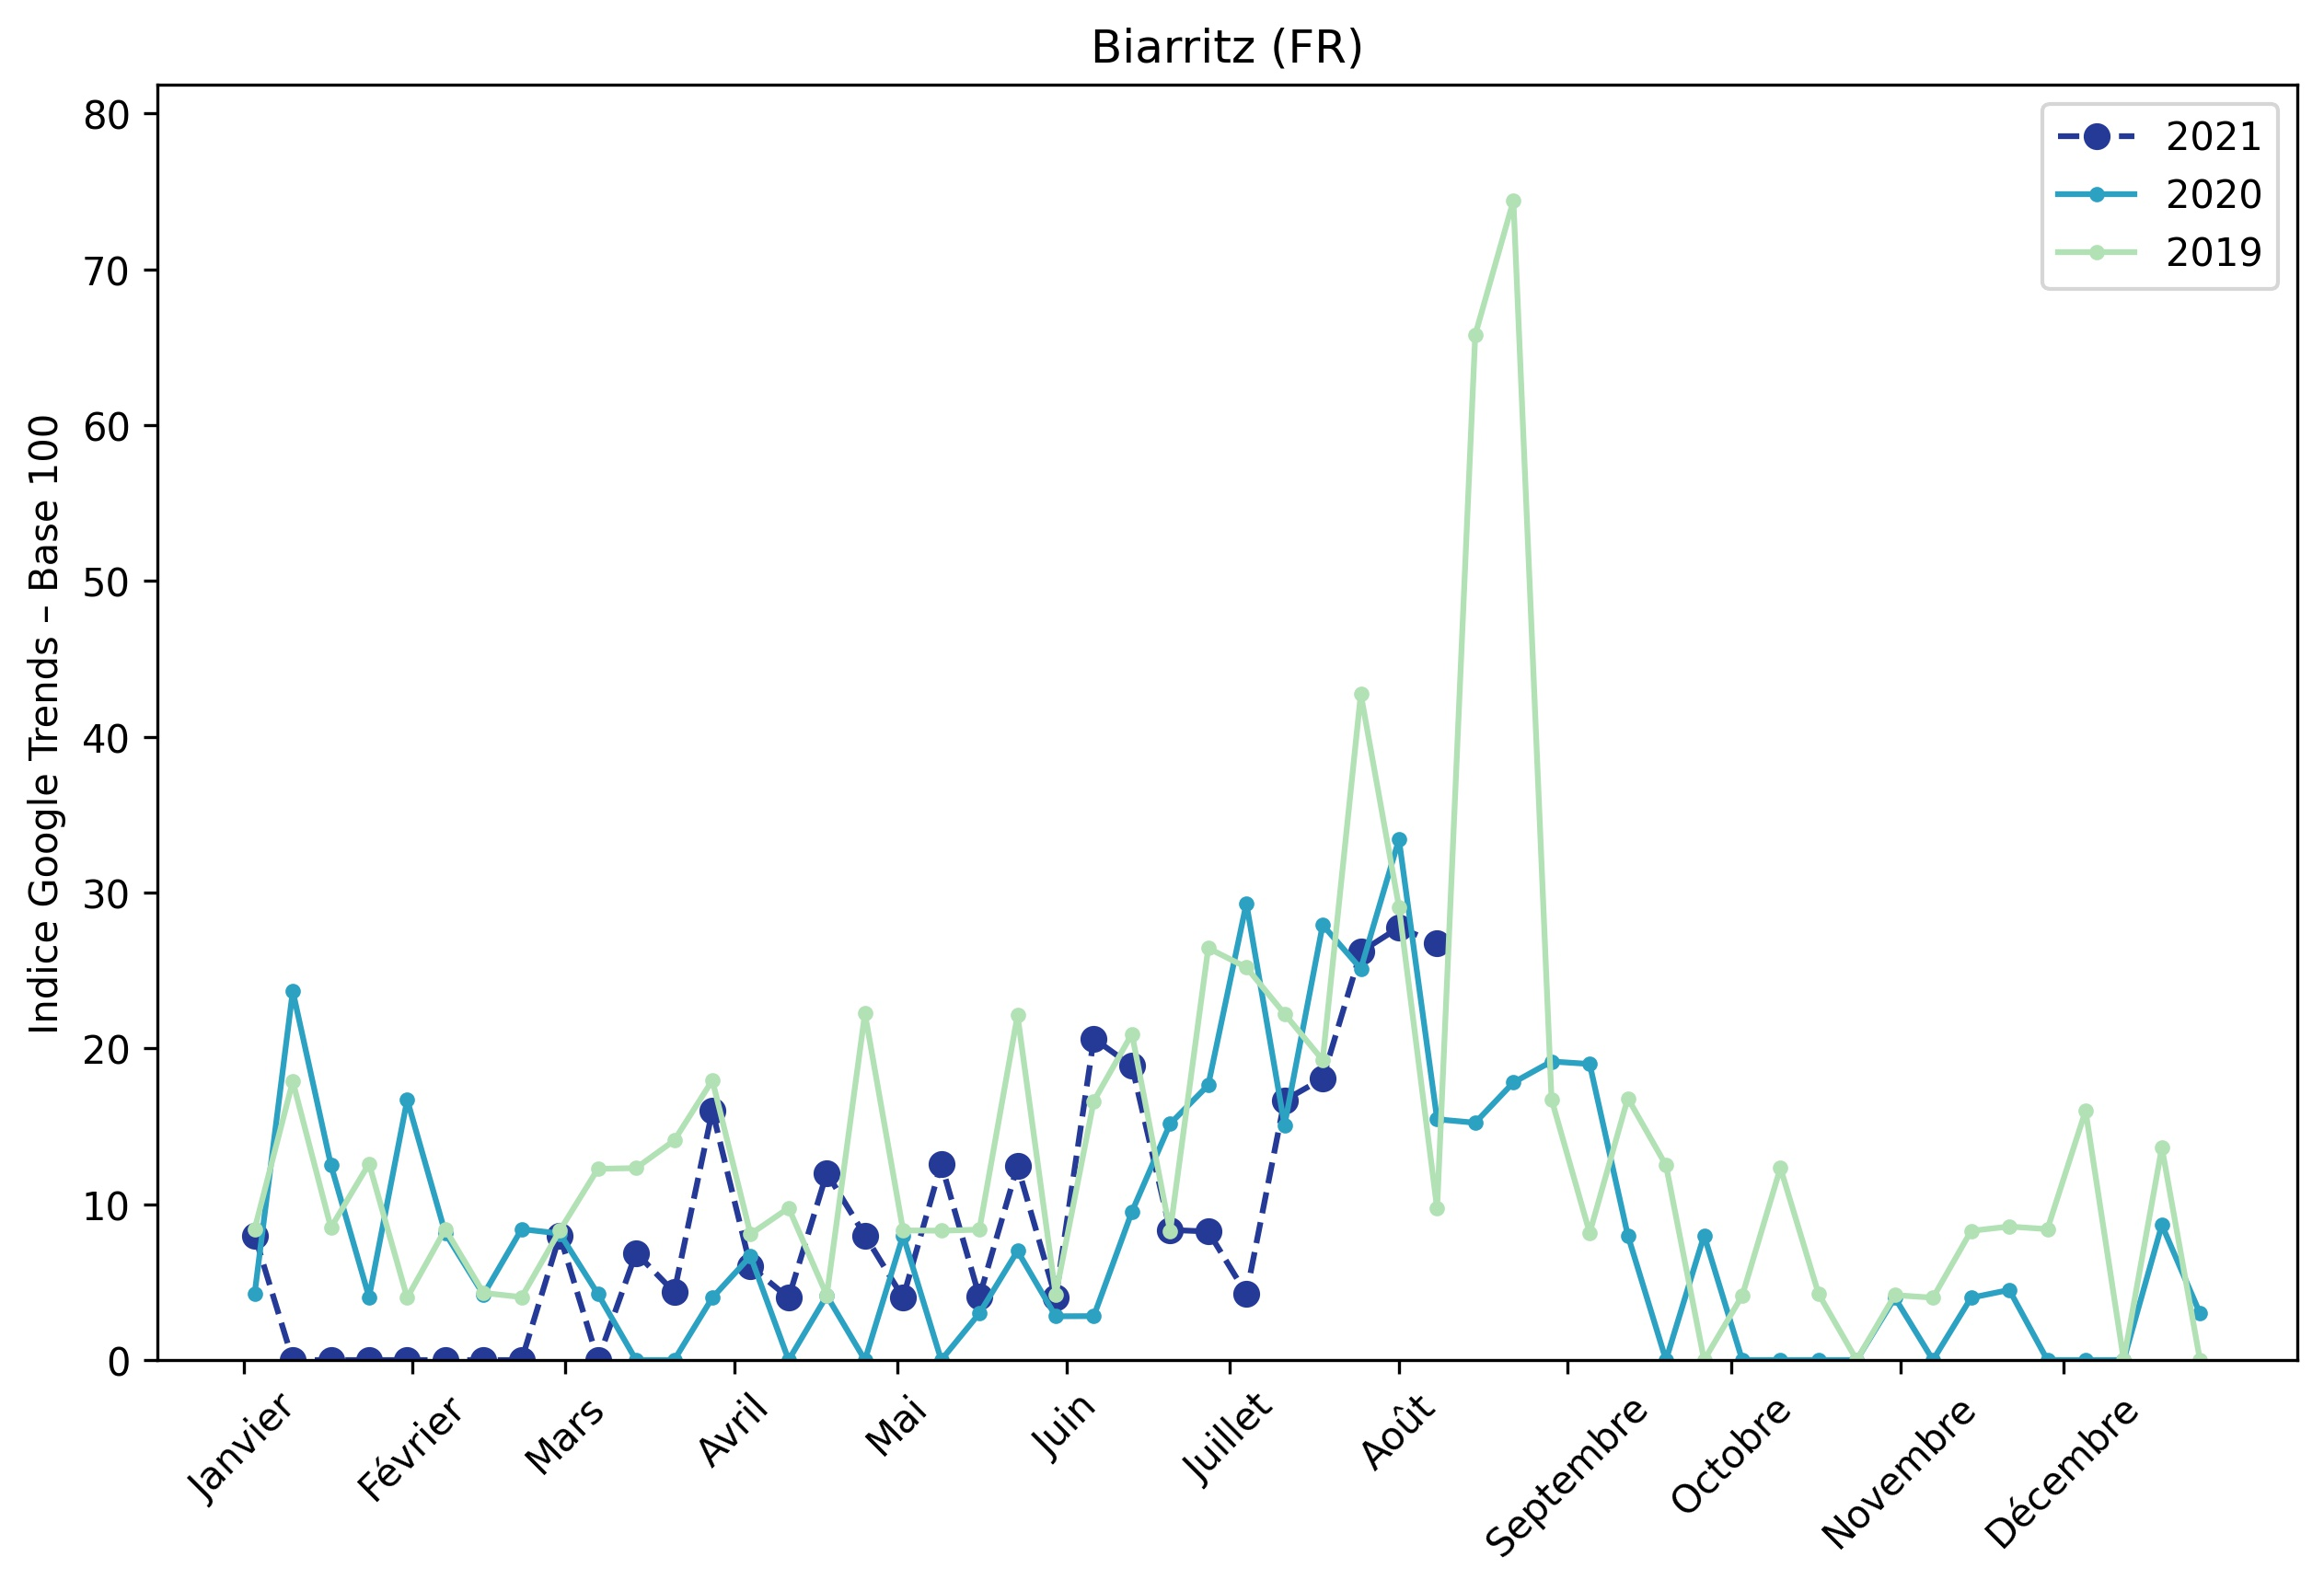 Biarritz (FR)
Indice Google Trends – Base 100
80
70
60
50
40
30
20
10
0
2021
2020
2019
Janvier
Février
Mars
Avril
Mai
Juin
Juillet
Août
Septembre
Octobre
Novembre
Décembre